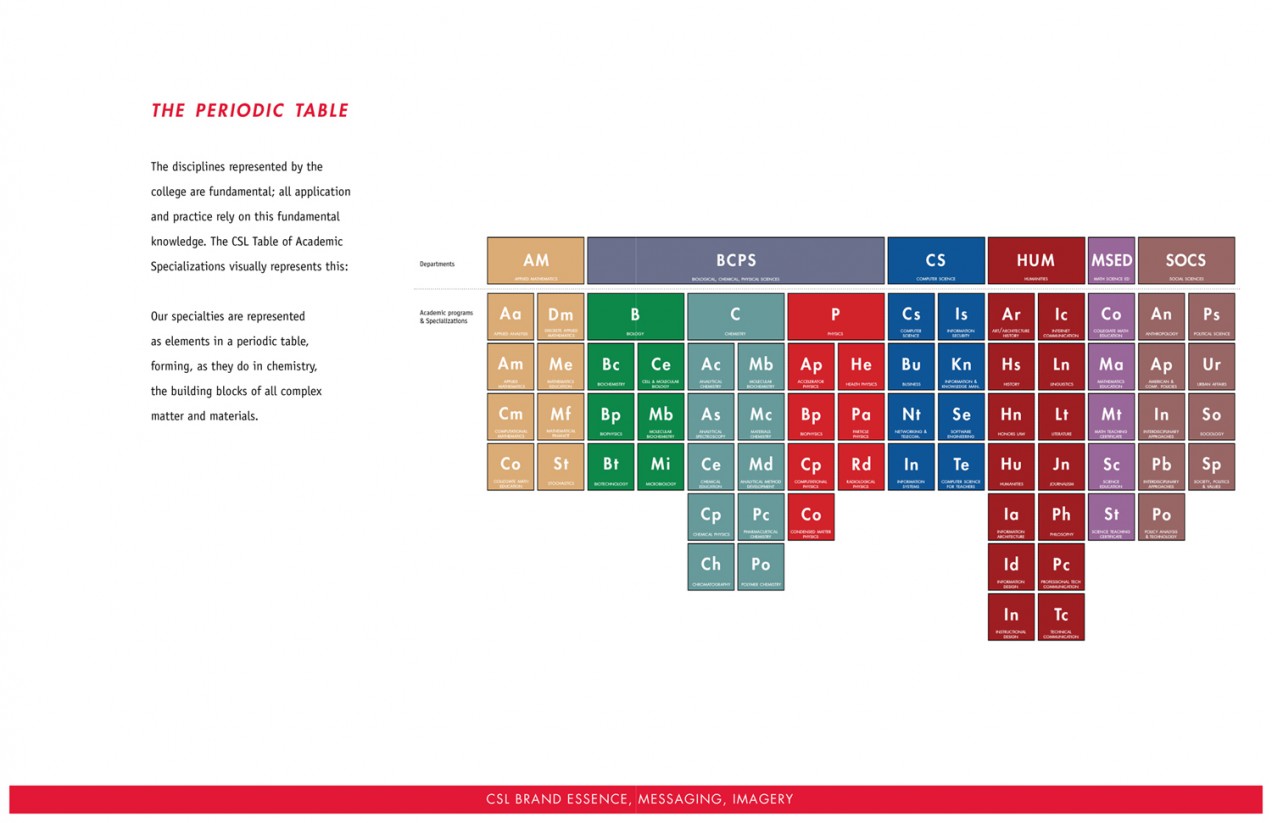 THE PERIODIC TABLE
The disciplines represented by the
college are fundamental; all application
and practice rely on this fundamental
knowledge. The CSL Table of Academic
Specializations visually represents this:
Our specialties are represented
as elements in a periodic table,
forming, as they do in chemistry,
the building blocks of all complex
matter and materials.
Departments
AM
APPLIED MATHEMATICS
BCPS
BIOLOGICAL, CHEMICAL, PHYSICAL SCIENCES
CS
COMPUTER SCIENCE
HUM
HUMANITIES
MSED
MATH SCIENCE ED
SOCS
SOCIAL SCIENCES
Academic programs
& Specializations
Aa
APPLIED ANALYSIS
Dm
DISCRETE APPLIED
MATHEMATICS
B
BIOLOGY
C
CHEMISTRY
P
PHYSICS
Cs
COMPUTER
SCIENCE
Is
INFORMATION
SECURITY
Ar
ART/ARCHITECTURE
HISTORY
Ic
INTERNET
COMMUNICATION
Co
COLLEGIATE MATH
EDUCATION
An
ANTHROPOLOGY
Ps
POLITICAL SCIENCE
Am
APPLIED
MATHEMATICS
Me
MATHEMATICS
EDUCATION
Bc
BIOCHEMISTRY
Ce
CELL & MOLECULAR
BIOLOGY
Ac
ANALYTICAL
CHEMISTRY
Mb
MOLECULAR
BIOCHEMISTRY
Ap
ACCELERATOR
PHYSICS
He
HEALTH PHYSICS
Bu
BUSINESS
Kn
INFORMATION &
KNOWLEDGE MAN.
Hs
HISTORY
Ln
LINGUISTICS
Ma
MATHEMATICS
EDUCATION
Ap
AMERICAN &
COMP. POLICIES
Ur
URBAN AFFAIRS
Cm
COMPUTATIONAL
MATHEMATICS
Mf
MATHEMATICAL
FINANCE
Bp
BIOPHYSICS
Mb
MOLECULAR
BIOCHEMISTRY
As
ANALYTICAL
SPECTROSCOPY
Mc
MATERIALS
CHEMISTRY
Bp
BIOPHYSICS
Pa
PARTICLE
PHYSICS
Nt
NETWORKING &
TELECOM.
Se
SOFTWARE
ENGINEERING
Hn
HONORS LAW
Lt
LITERATURE
Mt
MATH TEACHING
CERTIFICATE
In
INTERDISCIPLINARY
APPROACHES
So
SOCIOLOGY
Co
COLLEGIATE MATH
EDUCATION
St
STOCHASTICS
Bt
BIOTECHNOLOGY
Mi
MICROBIOLOGY
Ce
CHEMICAL
EDUCATION
Md
ANALYTICAL METHOD
DEVELOPMENT
Cp
COMPUTATIONAL
PHYSICS
Rd
RADIOLOGICAL
PHYSICS
In
INFORMATION
SYSTEMS
Te
COMPUTER SCIENCE
FOR TEACHERS
Hu
HUMANITIES
Jn
JOURNALISM
Sc
SCIENCE
EDUCATION
Pb
INTERDISCIPLINARY
APPROACHES
Sp
SOCIETY, POLITICS
& VALUES
Cp
CHEMICAL PHYSICS
Pc
PHARMACEUTICAL
CHEMISTRY
Co
CONDENSED MATTER
PHYSICS
Ia
INFORMATION
ARCHITECTURE
Ph
PHILOSOPHY
St
SCIENCE TEACHING
CERTIFICATE
Po
POLICY ANALYSIS
& TECHNOLOGY
Ch
CHROMATOGRAPHY
Po
POLYMER CHEMISTRY
Id
INFORMATION
DESIGN
Pc
PROFESSIONAL TECH
COMMUNICATION
In
INSTRUCTIONAL
DESIGN
Tc
TECHNICAL
COMMUNICATION
CSL BRAND ESSENCE, MESSAGING, IMAGERY